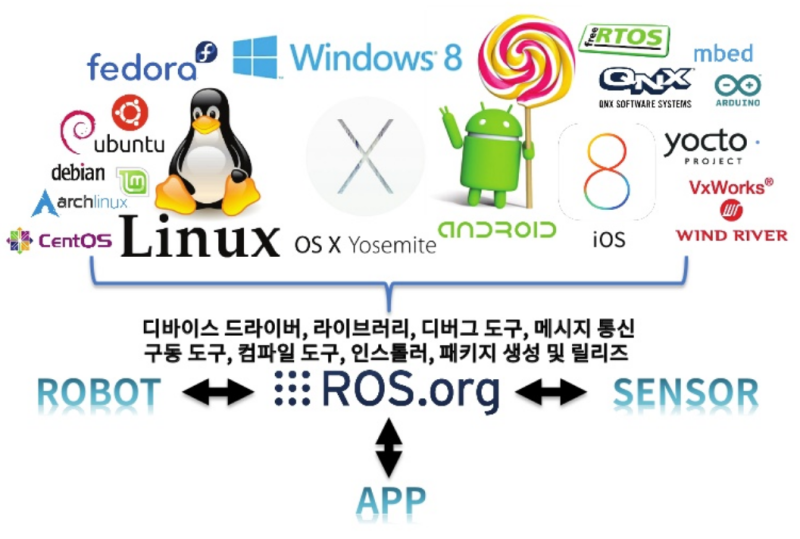 fedora
Windows 8
freeRTOS
mbed
QNX
QNX SOFTWARE SYSTEMS
ARDUINO
ubuntu
debian
archlinux
CentOS
Linux
X
OS X Yosemite
ANDROID
8
iOS
yocto
PROJECT
VxWorks®
WIND RIVER
디바이스 드라이버, 라이브러리, 디버그 도구, 메시지 통신
구동 도구, 컴파일 도구, 인스톨러, 패키지 생성 및 릴리즈
ROBOT
ROS.org
SENSOR
APP